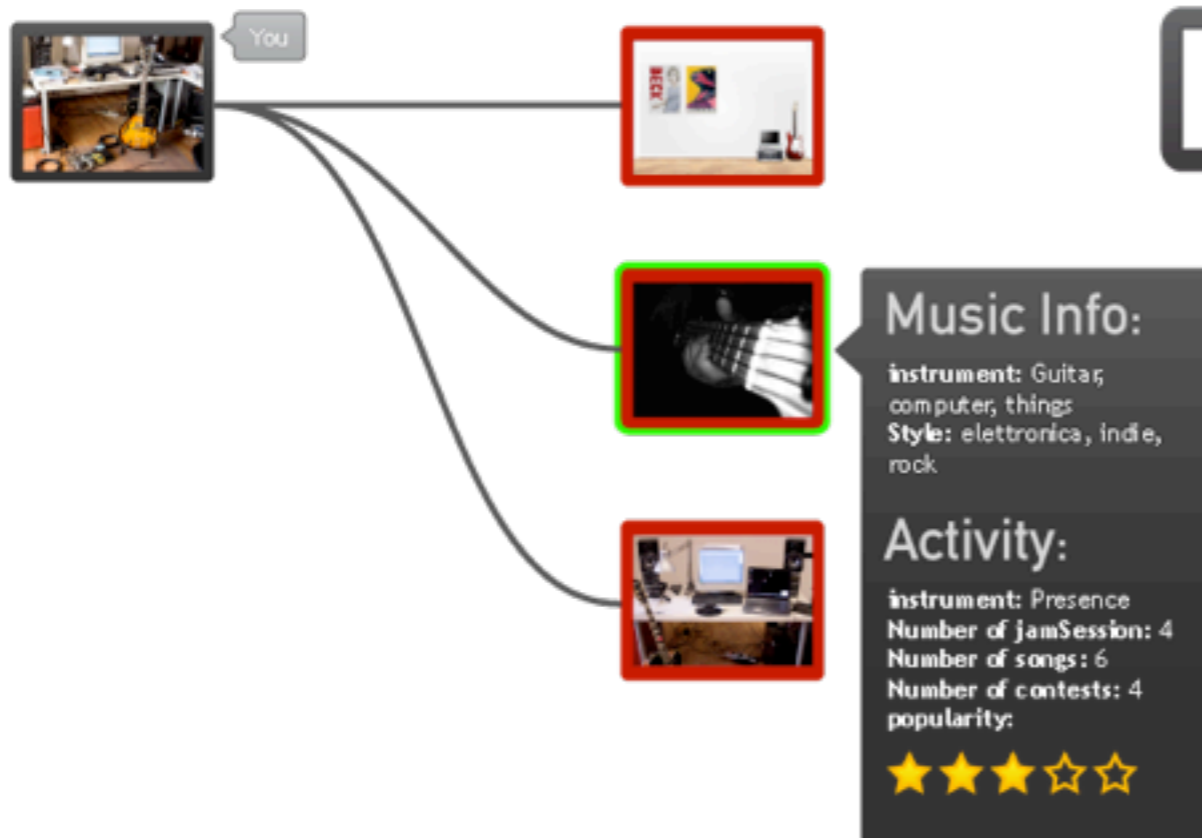 You
BECK
Music Info:
instrument: Guitar,
computer, things
Style: elettronica, indie,
rock
Activity:
instrument: Presence
Number of jamSession: 4
Number of songs: 6
Number of contests: 4
popularity: